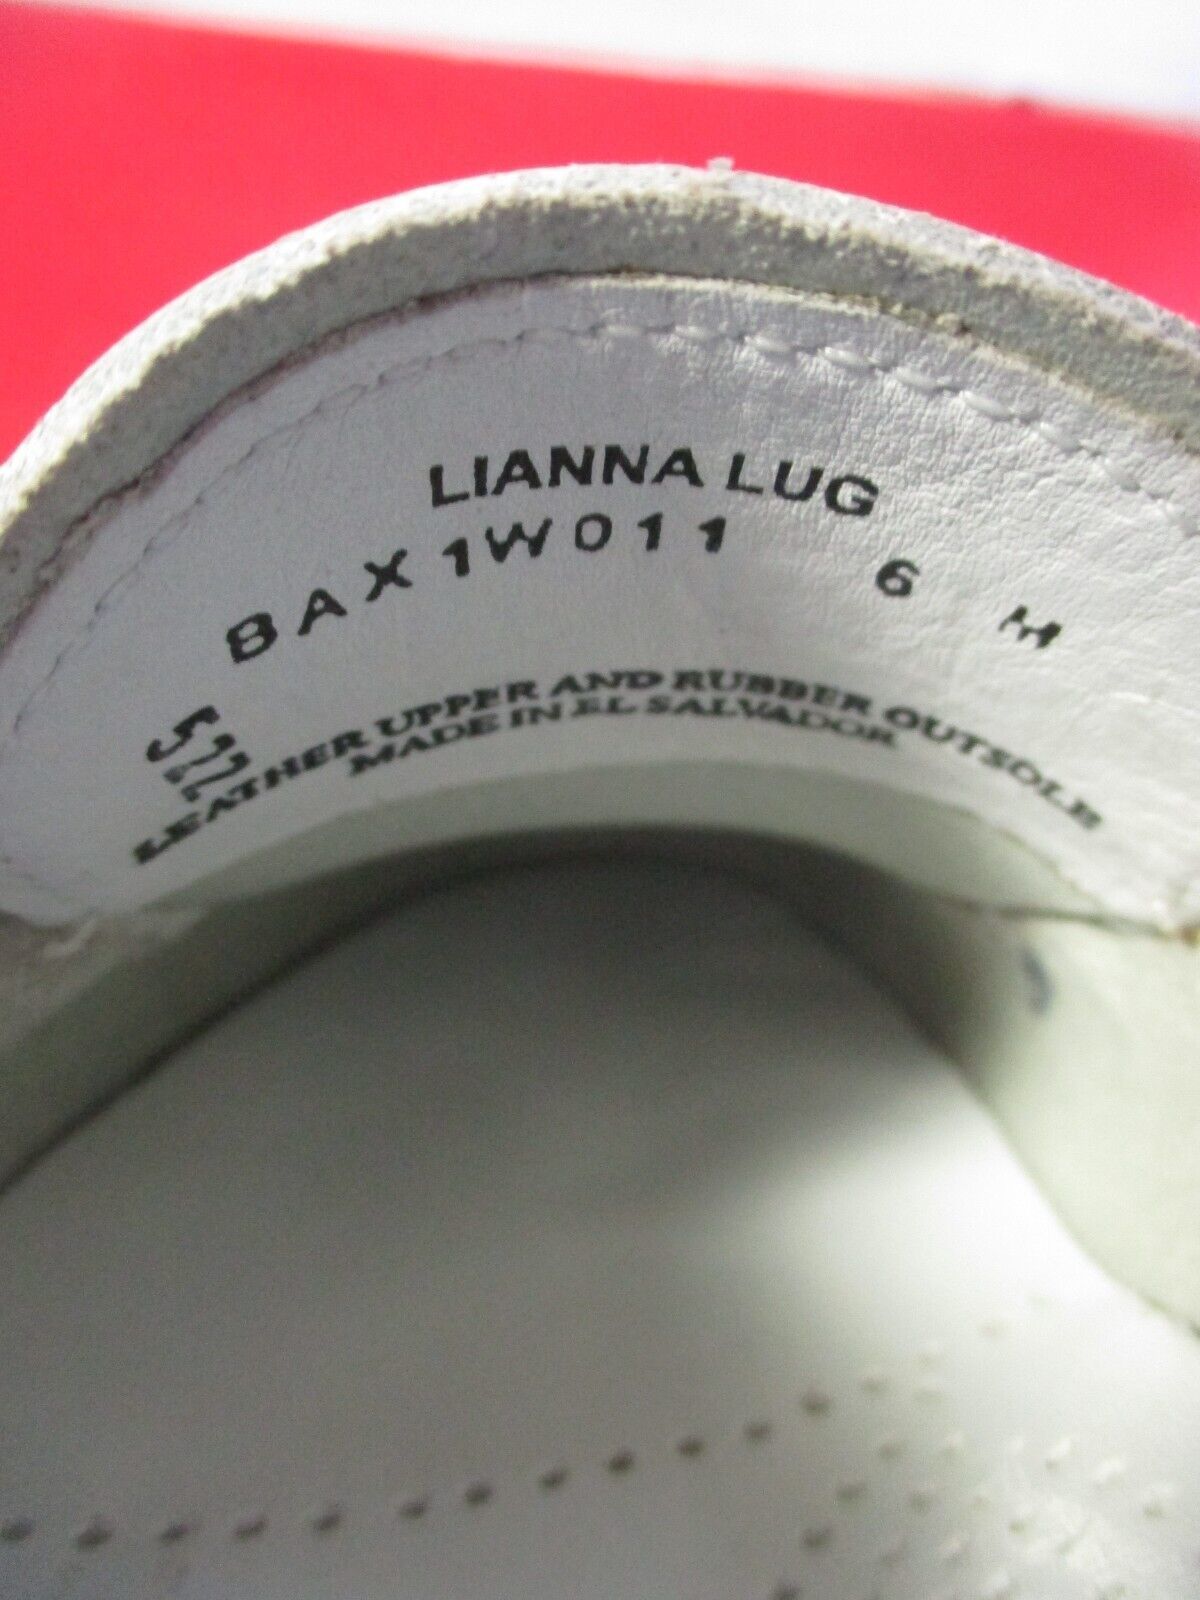 LIANNA LUG
BAX1W011 6 M
522
LEATHER UPPER AND RUBBER OUTSOLE
MADE IN EL SALVADOR